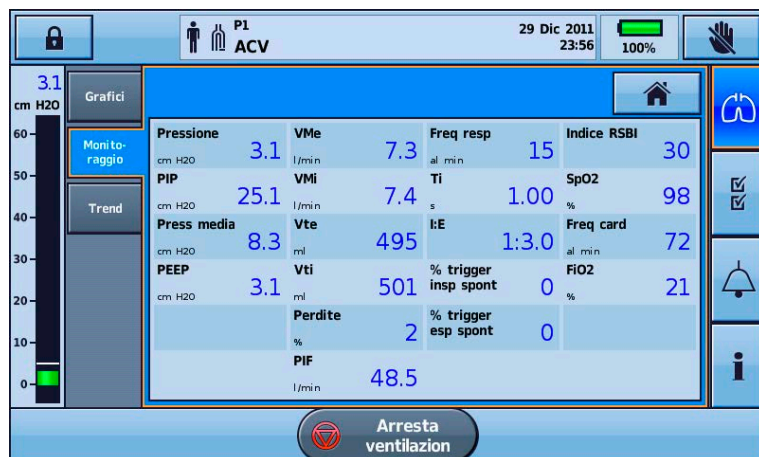 P1
ACV
29 Dic 2011
23:56
100%
3.1
cm H2O
60
50
40
30
20
10
0
Grafici
Monito-
raggio
Trend
Pressione
cm H2O
3.1
VMe
l/min
7.3
Freq resp
al min
15
Indice RSBI
30
PIP
cm H2O
25.1
VMi
l/min
7.4
Ti
s
1.00
SpO2
%
98
Press media
cm H2O
8.3
Vte
ml
495
I:E
1:3.0
Freq card
al min
72
PEEP
cm H2O
3.1
Vti
ml
501
% trigger
insp spont
0
FiO2
%
21
Perdite
%
2
% trigger
esp spont
0
PIF
l/min
48.5
i
Arresta
ventilazion